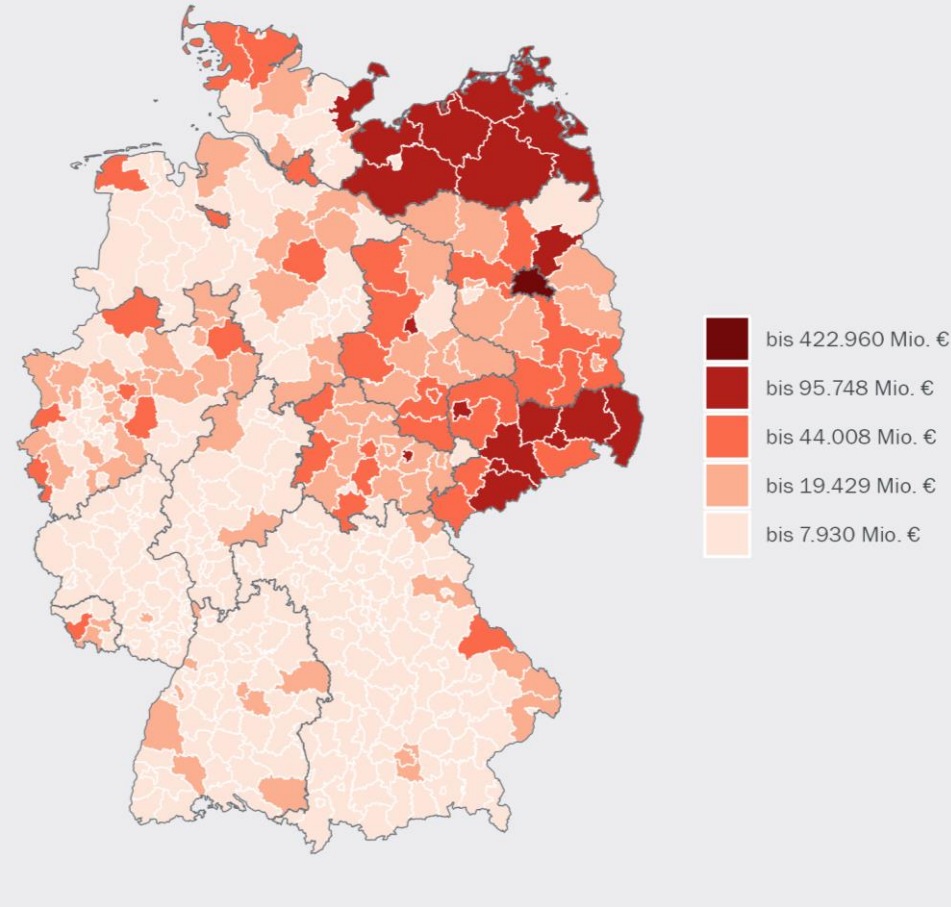 bis 422.960 Mio. €
bis 95.748 Mio. €
bis 44.008 Mio. €
bis 19.429 Mio. €
bis 7.930 Mio. €